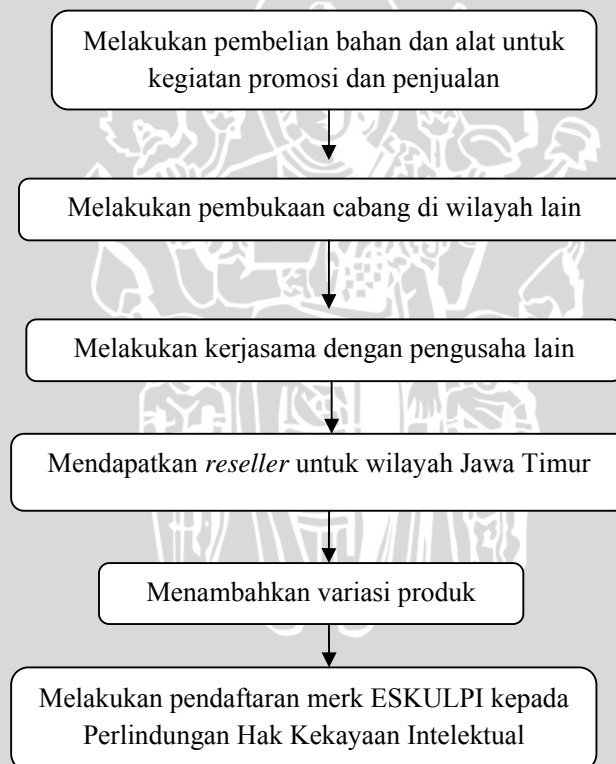 Melakukan pembelian bahan dan alat untuk
kegiatan promosi dan penjualan
Melakukan pembukaan cabang di wilayah lain
Melakukan kerjasama dengan pengusaha lain
Mendapatkan reseller untuk wilayah Jawa Timur
Menambahkan variasi produk
Melakukan pendaftaran merk ESKULPI kepada
Perlindungan Hak Kekayaan Intelektual